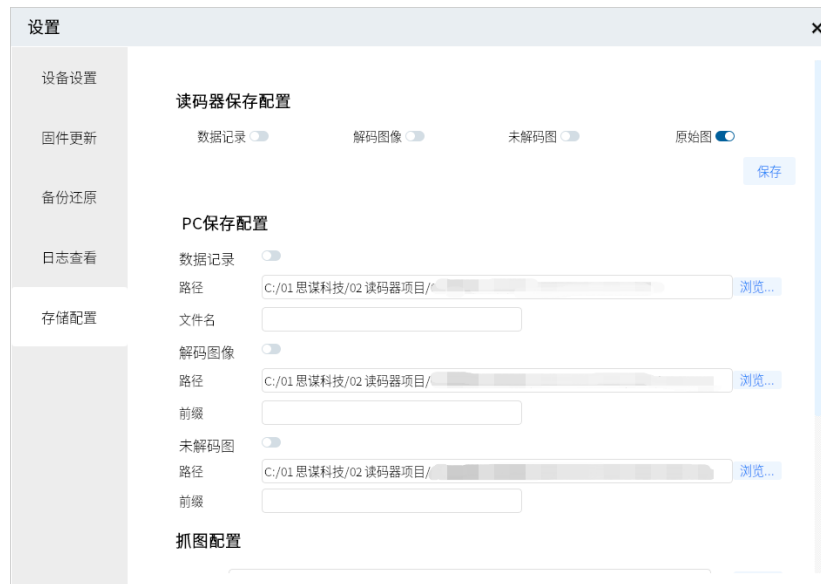 设置
设备设置
固件更新
备份还原
日志查看
存储配置
读码器保存配置
数据记录 解码图像 未解码图 原始图
保存
PC保存配置
数据记录
路径 C:/01 思谋科技/02 读码器项目/ 浏览...
文件名
解码图像
路径 C:/01 思谋科技/02 读码器项目/ 浏览...
前缀
未解码图
路径 C:/01 思谋科技/02 读码器项目/ 浏览...
前缀
抓图配置